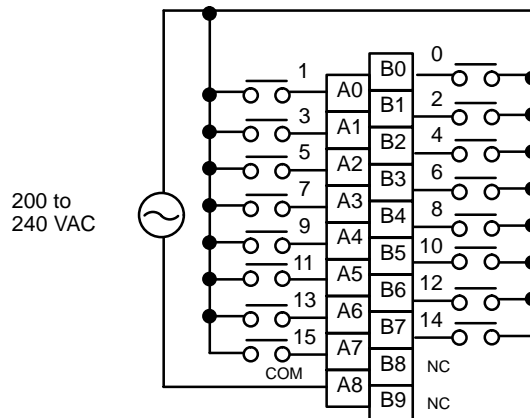 0
1 B0
A0 B1 2
3 A1 B2 4
5 A2 B3 6
7 A3 B4 8
9 A4 B5 10
11 A5 B6 12
13 A6 B7 14
15 A7 B8 NC
COM A8 B9 NC
200 to
240 VAC